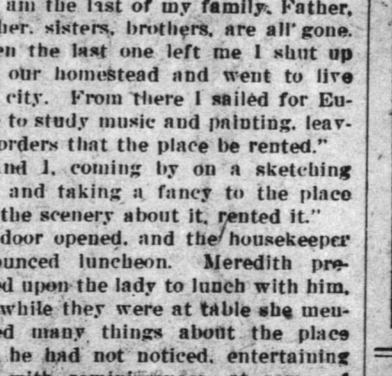 am the last of my family. Father,
her. sisters, brothers, are all gone.
en the last one left me I shut up
our homestead and went to live
city. From there I sailed for Eu-
to study music and painting, leav-
orders that the place be rented."
nd I, coming by on a sketching
and taking a fancy to the place
the scenery about it, rented it."
door opened, and the housekeeper
ounced luncheon. Meredith pre-
ed upon the lady to lunch with him,
while they were at table she men-
ed many things about the place
he had not noticed, entertaining
with